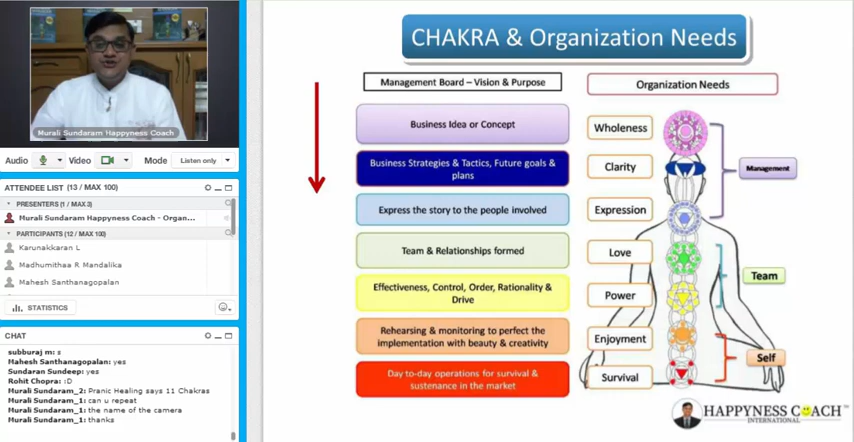 Murali Sundaram Happyness Coach
Audio
Video
Mode
Listen only
ATTENDEE LIST (13 / MAX 100)
PRESENTERS (1 / MAX 3)
Murali Sundaram Happyness Coach - Organ...
PARTICIPANTS (12 / MAX 100)
Karunakkaran L
Madhumithaa R Mandalika
Mahesh Santhanagopalan
STATISTICS
CHAT
subburaj m: s
Mahesh Santhanagopalan: yes
Sundaran Sundeep: yes
Rohit Chopra: :D
Murali Sundaram_2: Pranic Healing says 11 Chakras
Murali Sundaram_1: can u repeat
Murali Sundaram_1: the name of the camera
Murali Sundaram_1: thanks
CHAKRA & Organization Needs
Management Board – Vision & Purpose
Business Idea or Concept
Business Strategies & Tactics, Future goals &
plans
Express the story to the people involved
Team & Relationships formed
Effectiveness, Control, Order, Rationality &
Drive
Rehearsing & monitoring to perfect the
implementation with beauty & creativity
Day to-day operations for survival &
sustenance in the market
Organization Needs
Wholeness
Clarity
Expression
Love
Power
Enjoyment
Survival
Management
Team
Self
HAPPYNESS COACH™
INTERNATIONAL